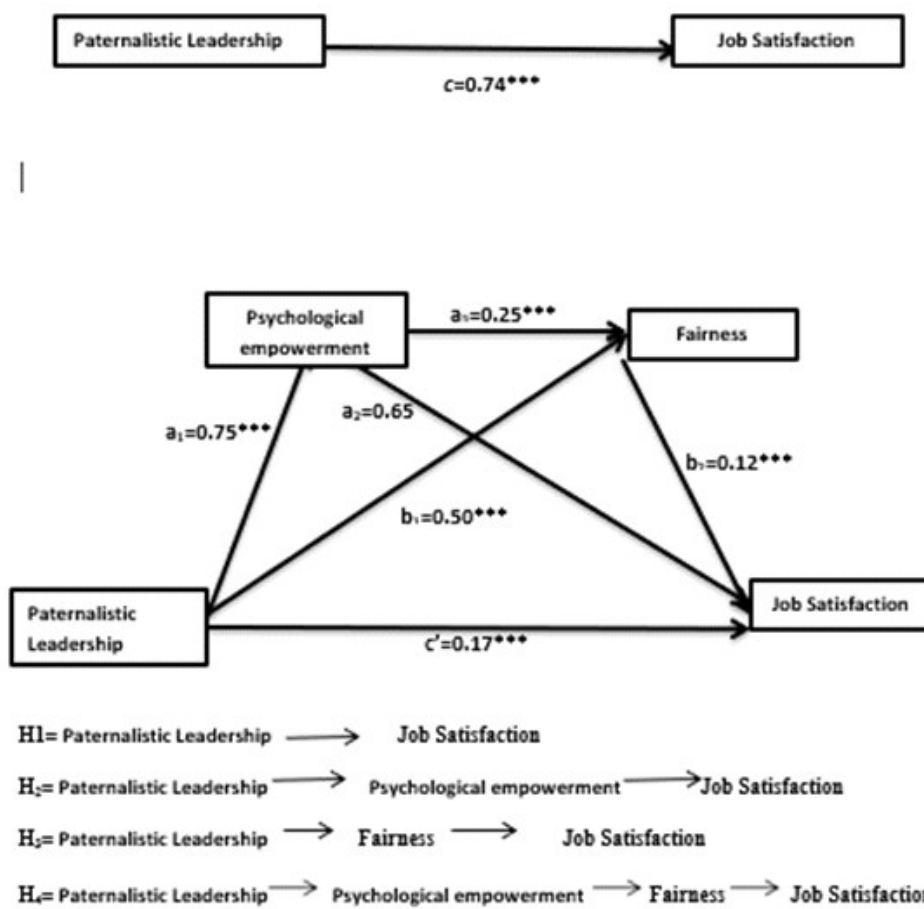 Paternalistic Leadership
Job Satisfaction
c=0.74***
Psychological
empowerment
a₃=0.25***
Fairness
a₁=0.75***
a₂=0.65
b₂=0.12***
b₁=0.50***
Paternalistic
Leadership
Job Satisfaction
c'=0.17***
H1= Paternalistic Leadership ⟶ Job Satisfaction
H₂= Paternalistic Leadership ⟶ Psychological empowerment ⟶ Job Satisfaction
H₃= Paternalistic Leadership ⟶ Fairness ⟶ Job Satisfaction
H₄= Paternalistic Leadership ⟶ Psychological empowerment ⟶ Fairness ⟶ Job Satisfaction